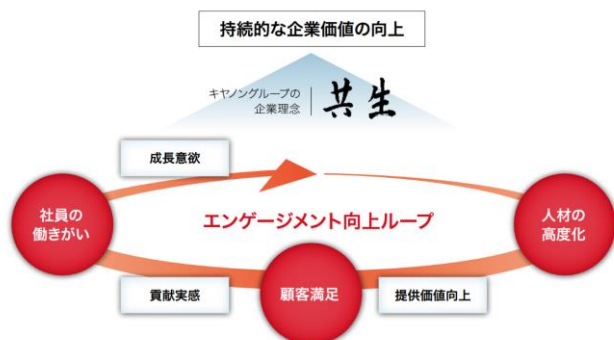 持続的な企業価値の向上
キヤノングループの
企業理念
共生
成長意欲
社員の
働きがい
エンゲージメント向上ループ
人材の
高度化
貢献実感
顧客満足
提供価値向上